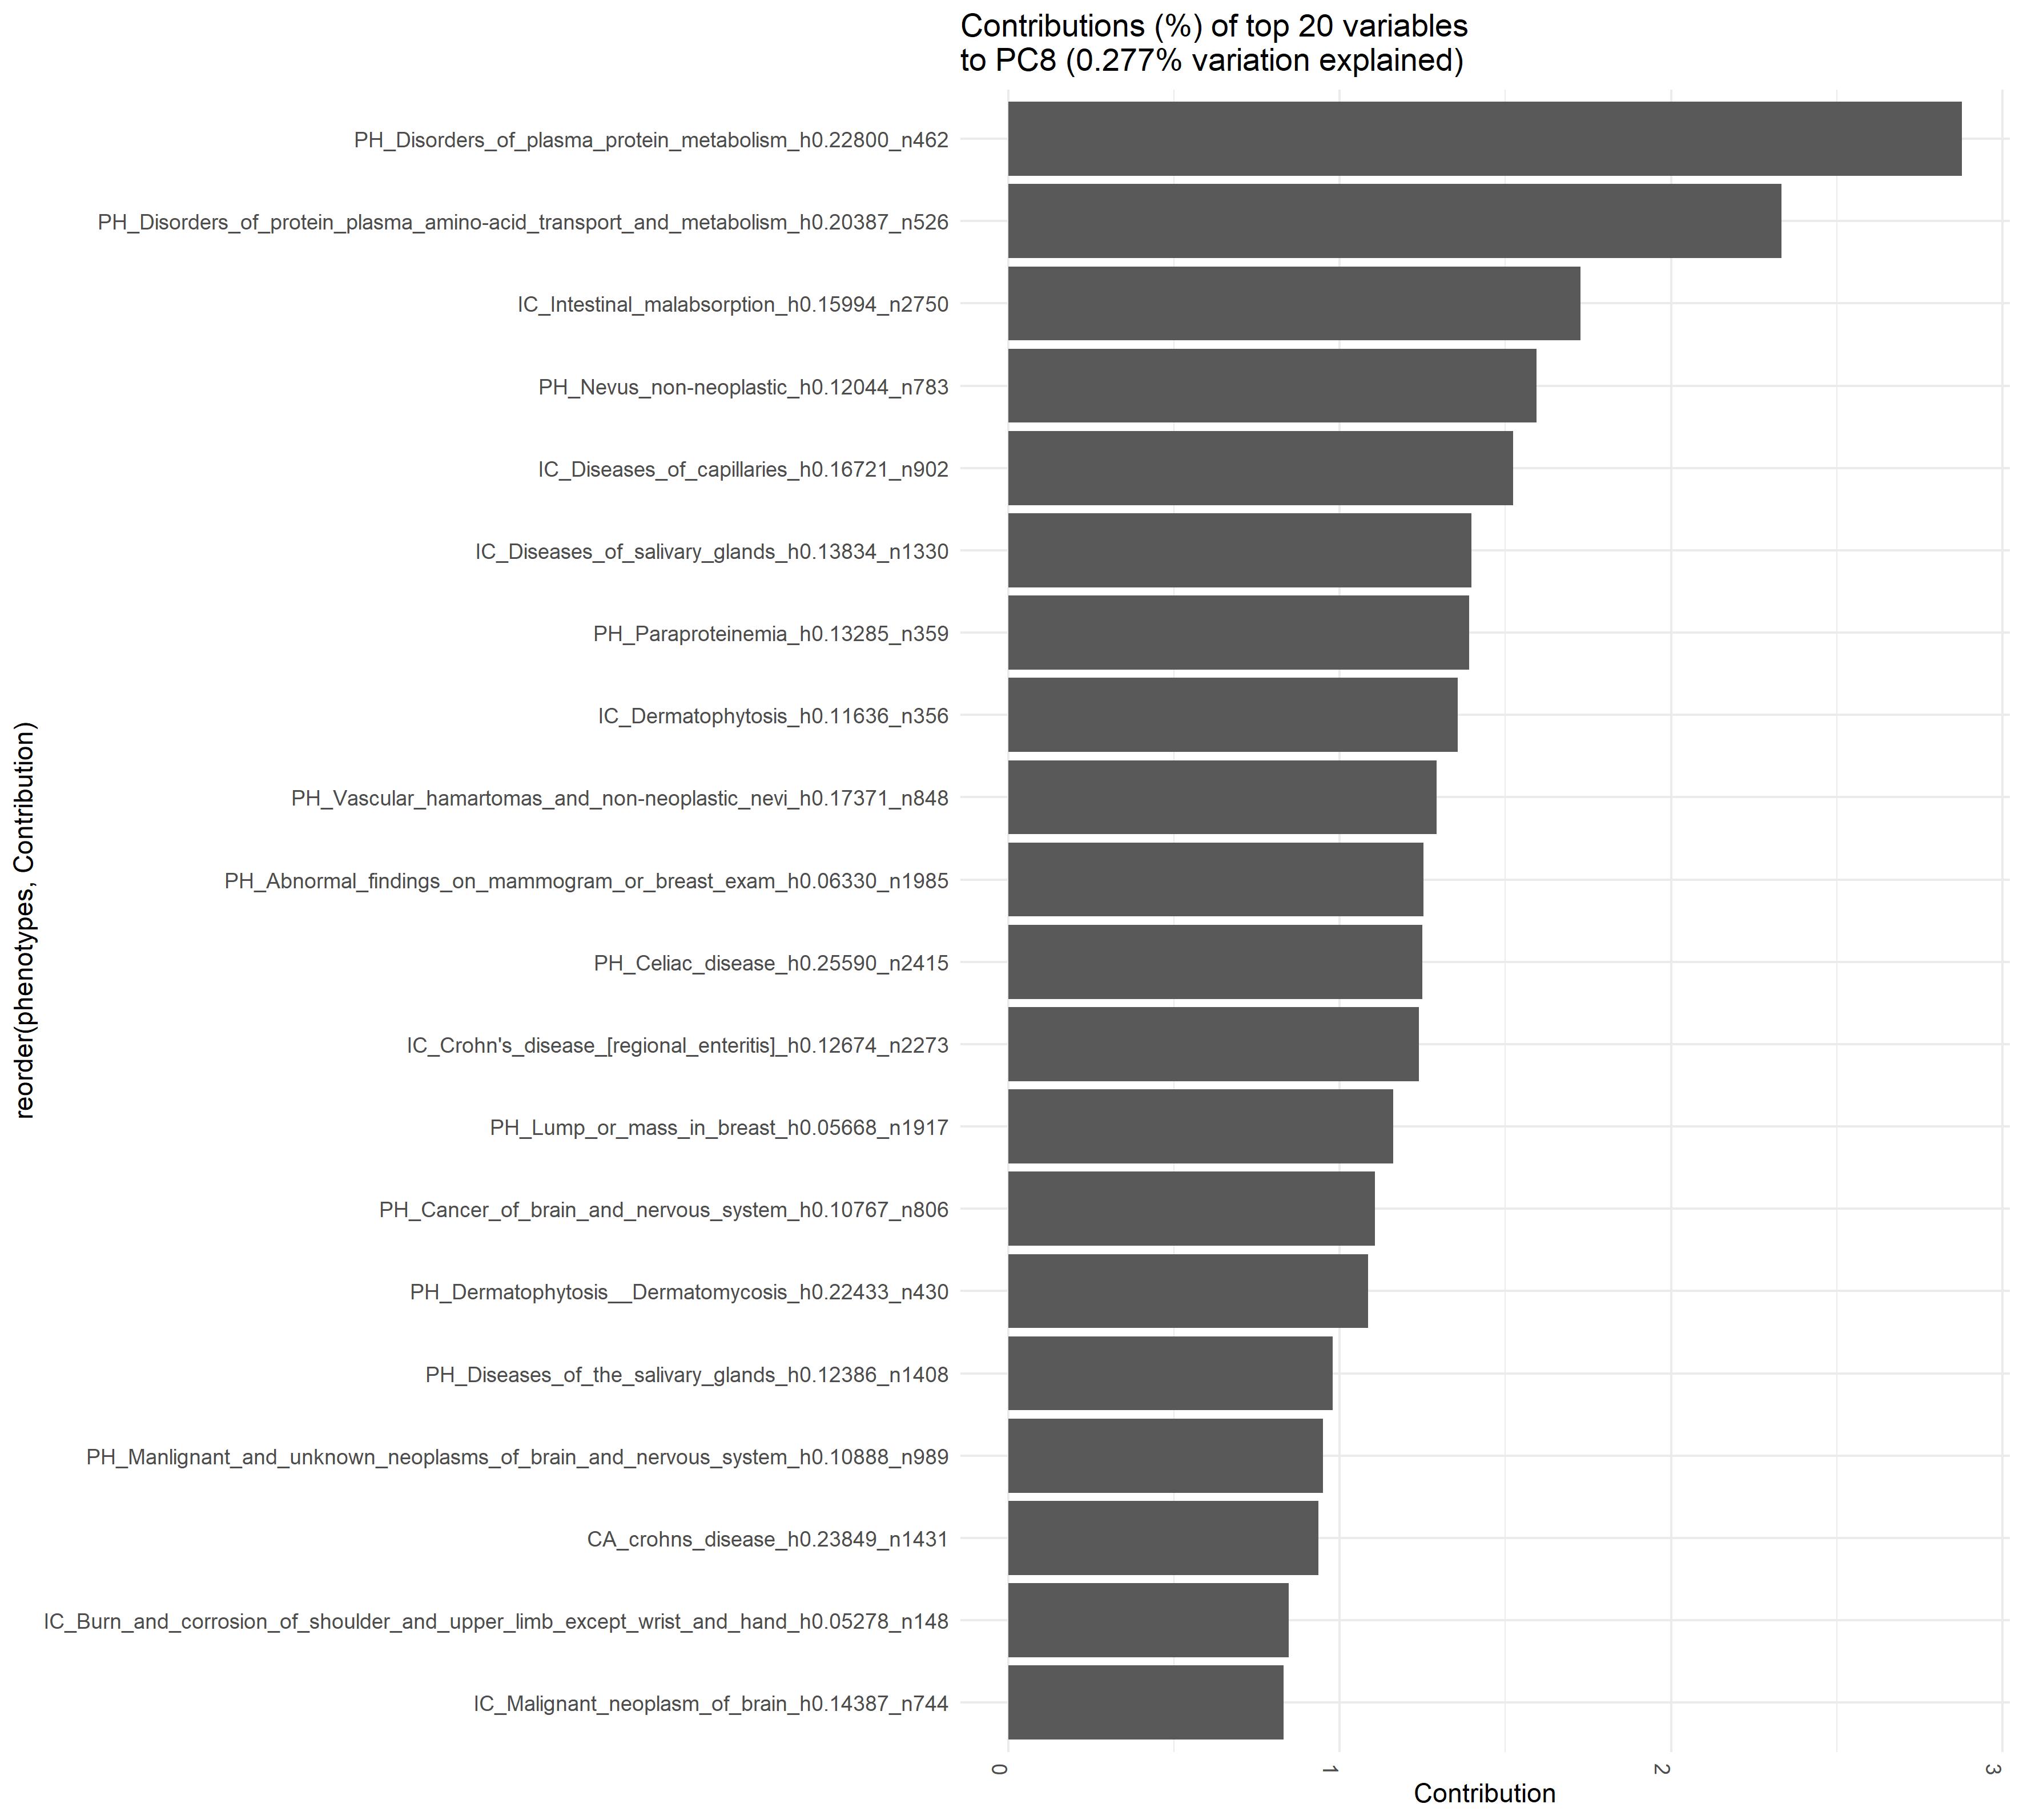 Contributions (%) of top 20 variables
to PC8 (0.277% variation explained)
PH_Disorders_of_plasma_protein_metabolism_h0.22800_n462
PH_Disorders_of_protein_plasma_amino-acid_transport_and_metabolism_h0.20387_n526
IC_Intestinal_malabsorption_h0.15994_n2750
PH_Nevus_non-neoplastic_h0.12044_n783
IC_Diseases_of_capillaries_h0.16721_n902
IC_Diseases_of_salivary_glands_h0.13834_n1330
PH_Paraproteinemia_h0.13285_n359
IC_Dermatophytosis_h0.11636_n356
PH_Vascular_hamartomas_and_non-neoplastic_nevi_h0.17371_n848
PH_Abnormal_findings_on_mammogram_or_breast_exam_h0.06330_n1985
PH_Celiac_disease_h0.25590_n2415
IC_Crohn's_disease_[regional_enteritis]_h0.12674_n2273
PH_Lump_or_mass_in_breast_h0.05668_n1917
PH_Cancer_of_brain_and_nervous_system_h0.10767_n806
PH_Dermatophytosis__Dermatomycosis_h0.22433_n430
PH_Diseases_of_the_salivary_glands_h0.12386_n1408
PH_Manlignant_and_unknown_neoplasms_of_brain_and_nervous_system_h0.10888_n989
CA_crohns_disease_h0.23849_n1431
IC_Burn_and_corrosion_of_shoulder_and_upper_limb_except_wrist_and_hand_h0.05278_n148
IC_Malignant_neoplasm_of_brain_h0.14387_n744
reorder(phenotypes, Contribution)
0 1 2 3
Contribution